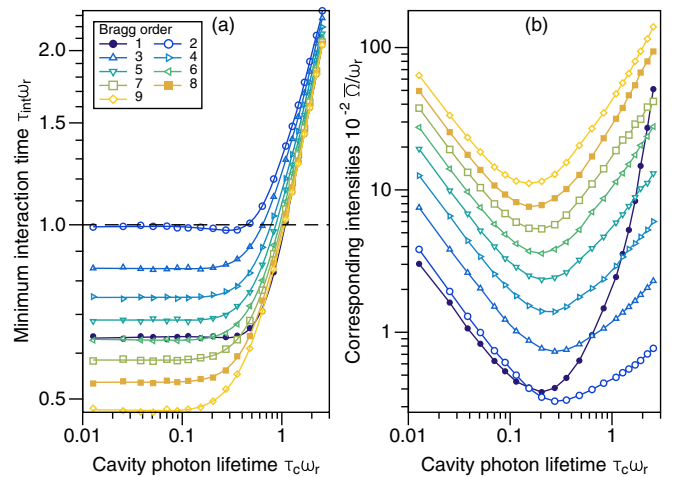 (a)
(b)
Bragg order
1 2
3 4
5 6
7 8
9
Minimum interaction time τintωr
2.0
1.5
1.0
0.5
0.01 0.1 1
Cavity photon lifetime τcωr
Corresponding intensities 10⁻² Ω̅/ωr
100
10
1
0.01 0.1 1
Cavity photon lifetime τcωr